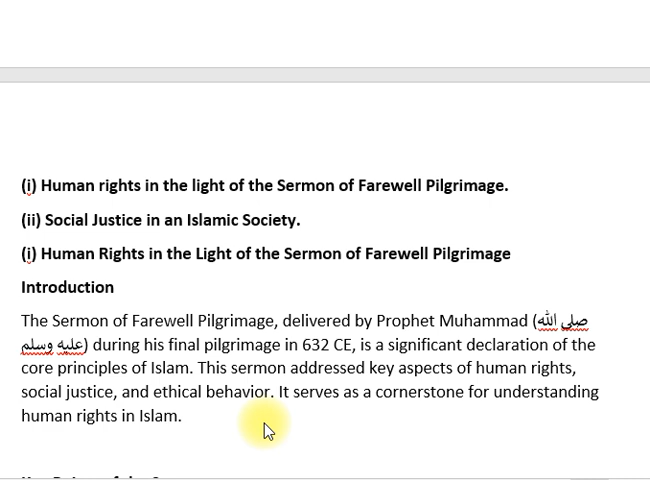 (i) Human rights in the light of the Sermon of Farewell Pilgrimage.
(ii) Social Justice in an Islamic Society.
(i) Human Rights in the Light of the Sermon of Farewell Pilgrimage
Introduction
The Sermon of Farewell Pilgrimage, delivered by Prophet Muhammad (صلى الله
عليه وسلم) during his final pilgrimage in 632 CE, is a significant declaration of the
core principles of Islam. This sermon addressed key aspects of human rights,
social justice, and ethical behavior. It serves as a cornerstone for understanding
human rights in Islam.